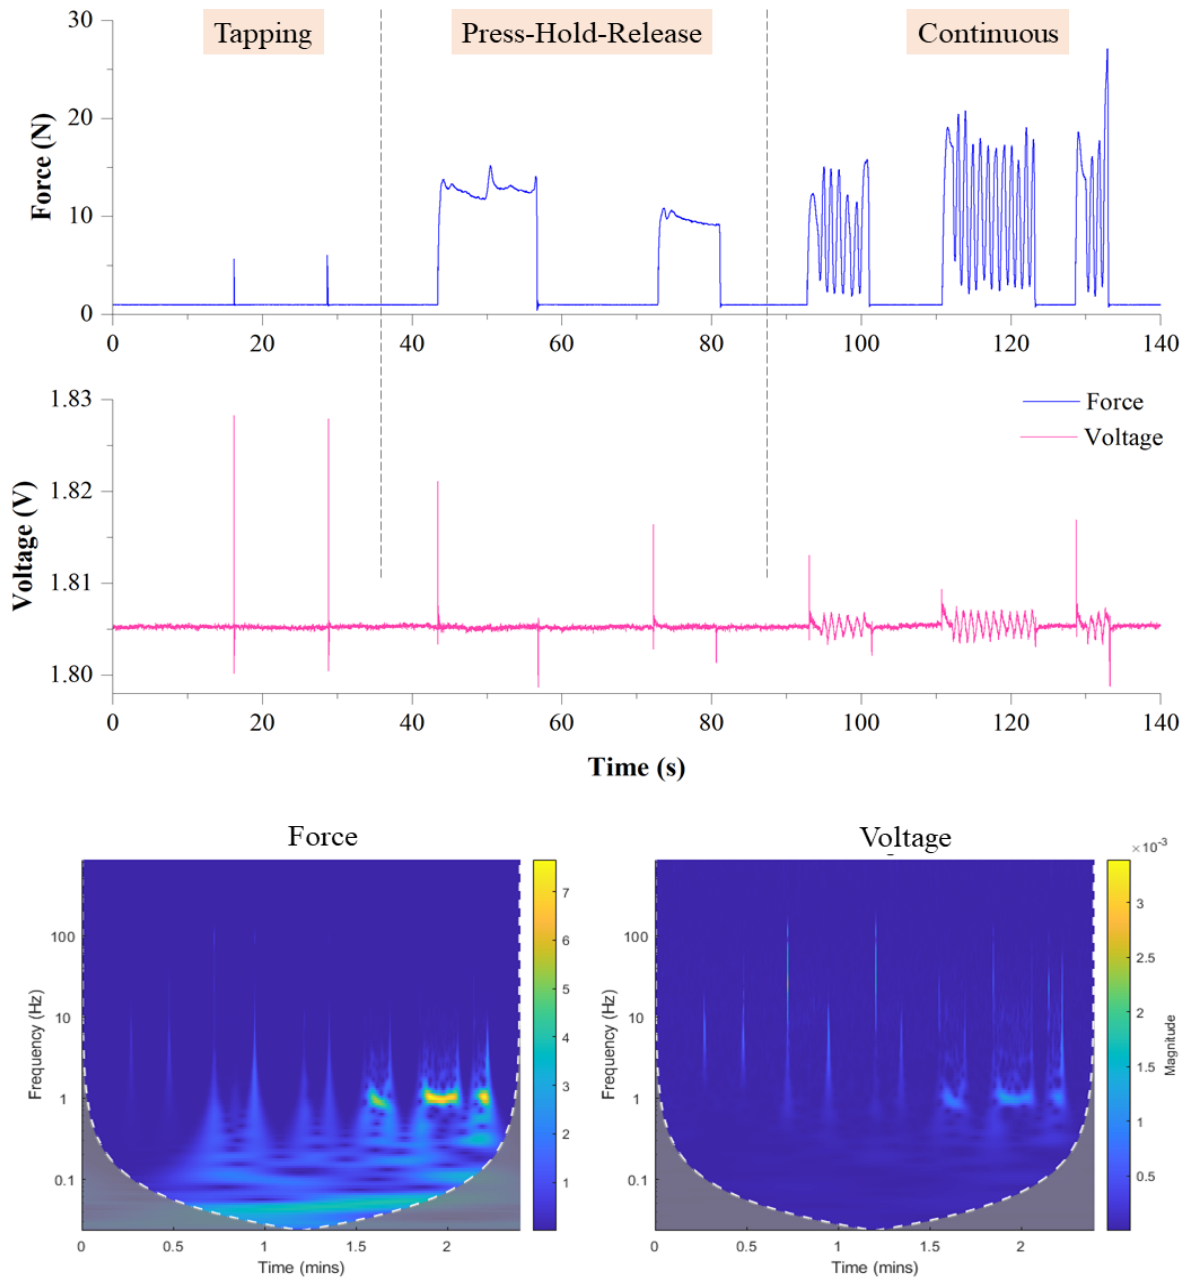 Tapping
Press-Hold-Release
Continuous
30
20
10
0
Force (N)
0 20 40 60 80 100 120 140
1.83
1.82
1.81
1.80
Voltage (V)
Force
Voltage
0 20 40 60 80 100 120 140
Time (s)
Force
100
10
1
0.1
Frequency (Hz)
0 0.5 1 1.5 2
Time (mins)
7
6
5
4
3
2
1
Voltage
100
10
1
0.1
Frequency (Hz)
0 0.5 1 1.5 2
Time (mins)
×10-3
3
2.5
2
1.5
1
0.5
Magnitude